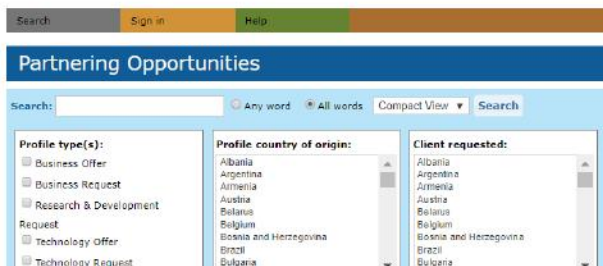 Search Sign in Help
Partnering Opportunities
Search: Any word All words Compact View Search
Profile type(s):
Business Offer
Business Request
Research & Development
Request
Technology Offer
Technology Request
Profile country of origin:
Albania
Argentina
Armenia
Austria
Belarus
Belgium
Bosnia and Herzegovina
Brazil
Bulgaria
Client requested:
Albania
Argentina
Armenia
Austria
Belarus
Belgium
Bosnia and Herzegovina
Brazil
Bulgaria